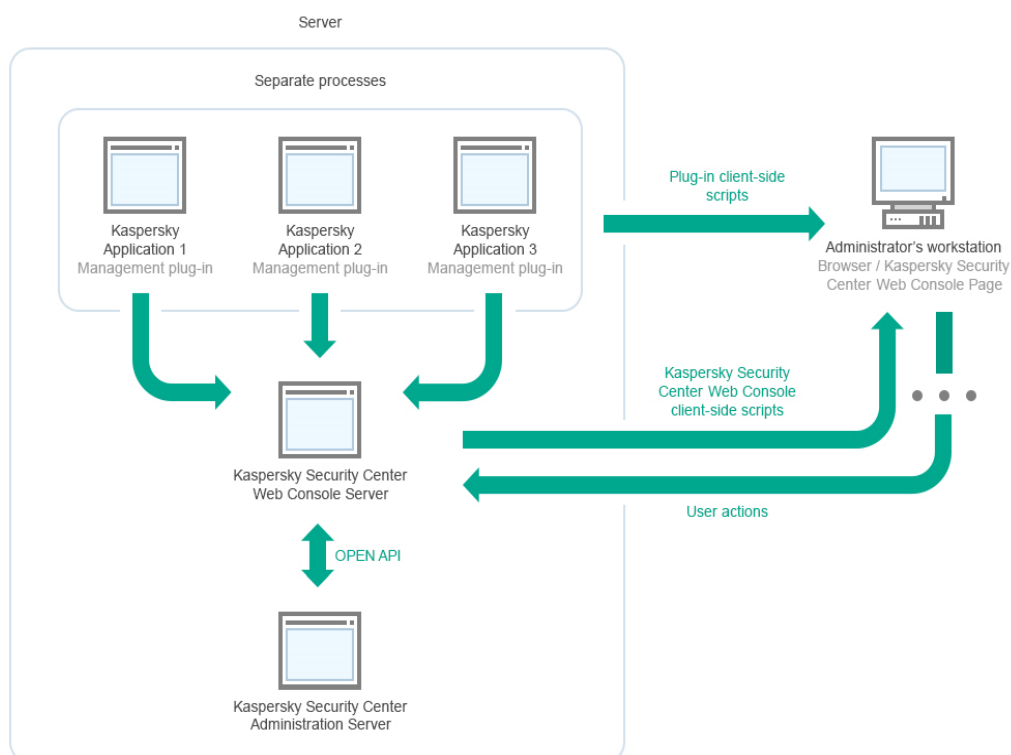 Server
Separate processes
Kaspersky
Application 1
Management plug-in
Kaspersky
Application 2
Management plug-in
Kaspersky
Application 3
Management plug-in
Plug-in client-side
scripts
Administrator's workstation
Browser / Kaspersky Security
Center Web Console Page
Kaspersky Security
Center Web Console
client-side scripts
Kaspersky Security Center
Web Console Server
User actions
OPEN API
Kaspersky Security Center
Administration Server